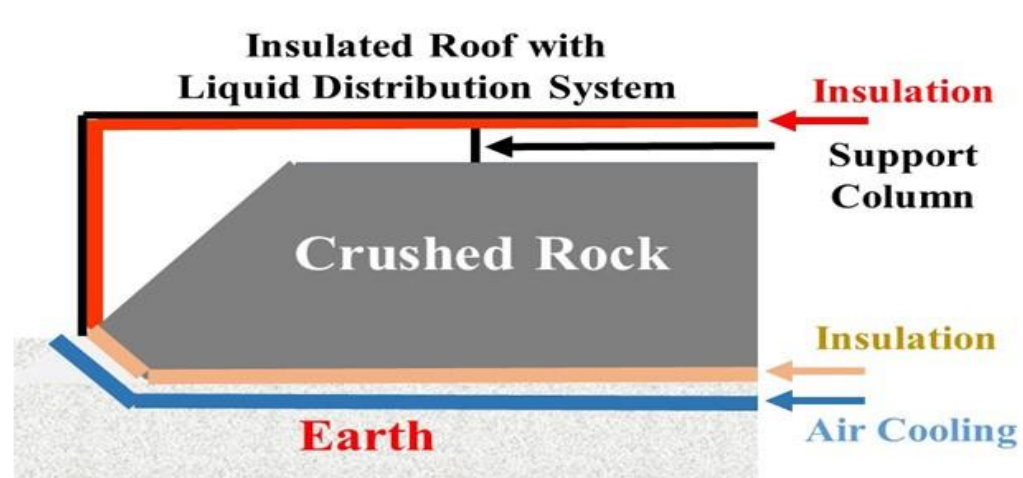 Insulated Roof with
Liquid Distribution System
Insulation
Support
Column
Crushed Rock
Insulation
Air Cooling
Earth